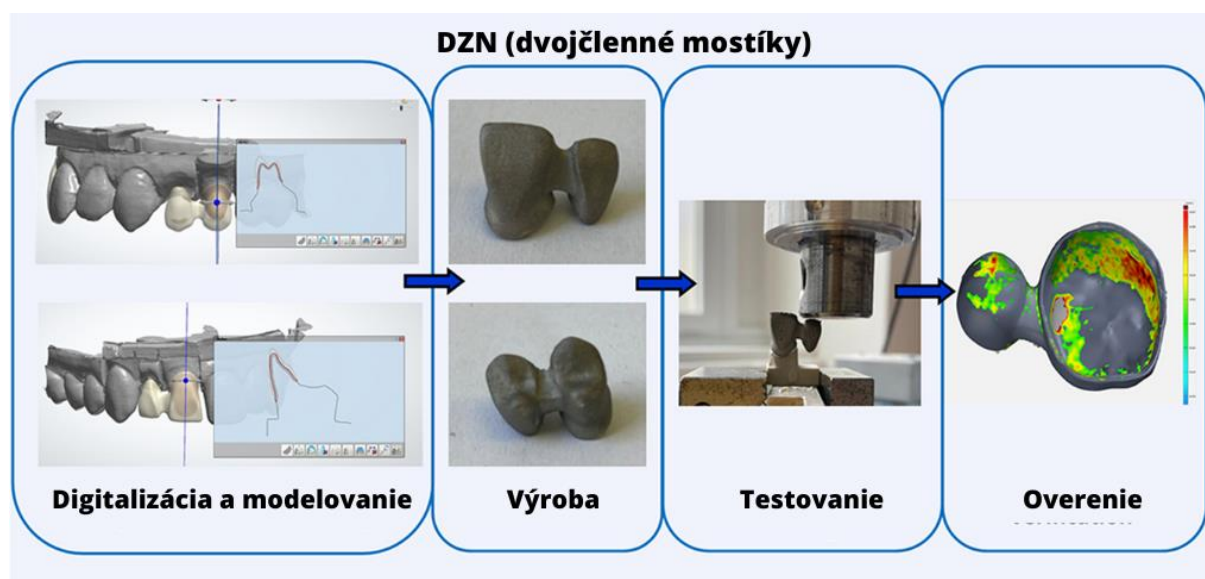 DZN (dvojčlenné mostíky)
Digitalizácia a modelovanie
Výroba
Testovanie
Overenie